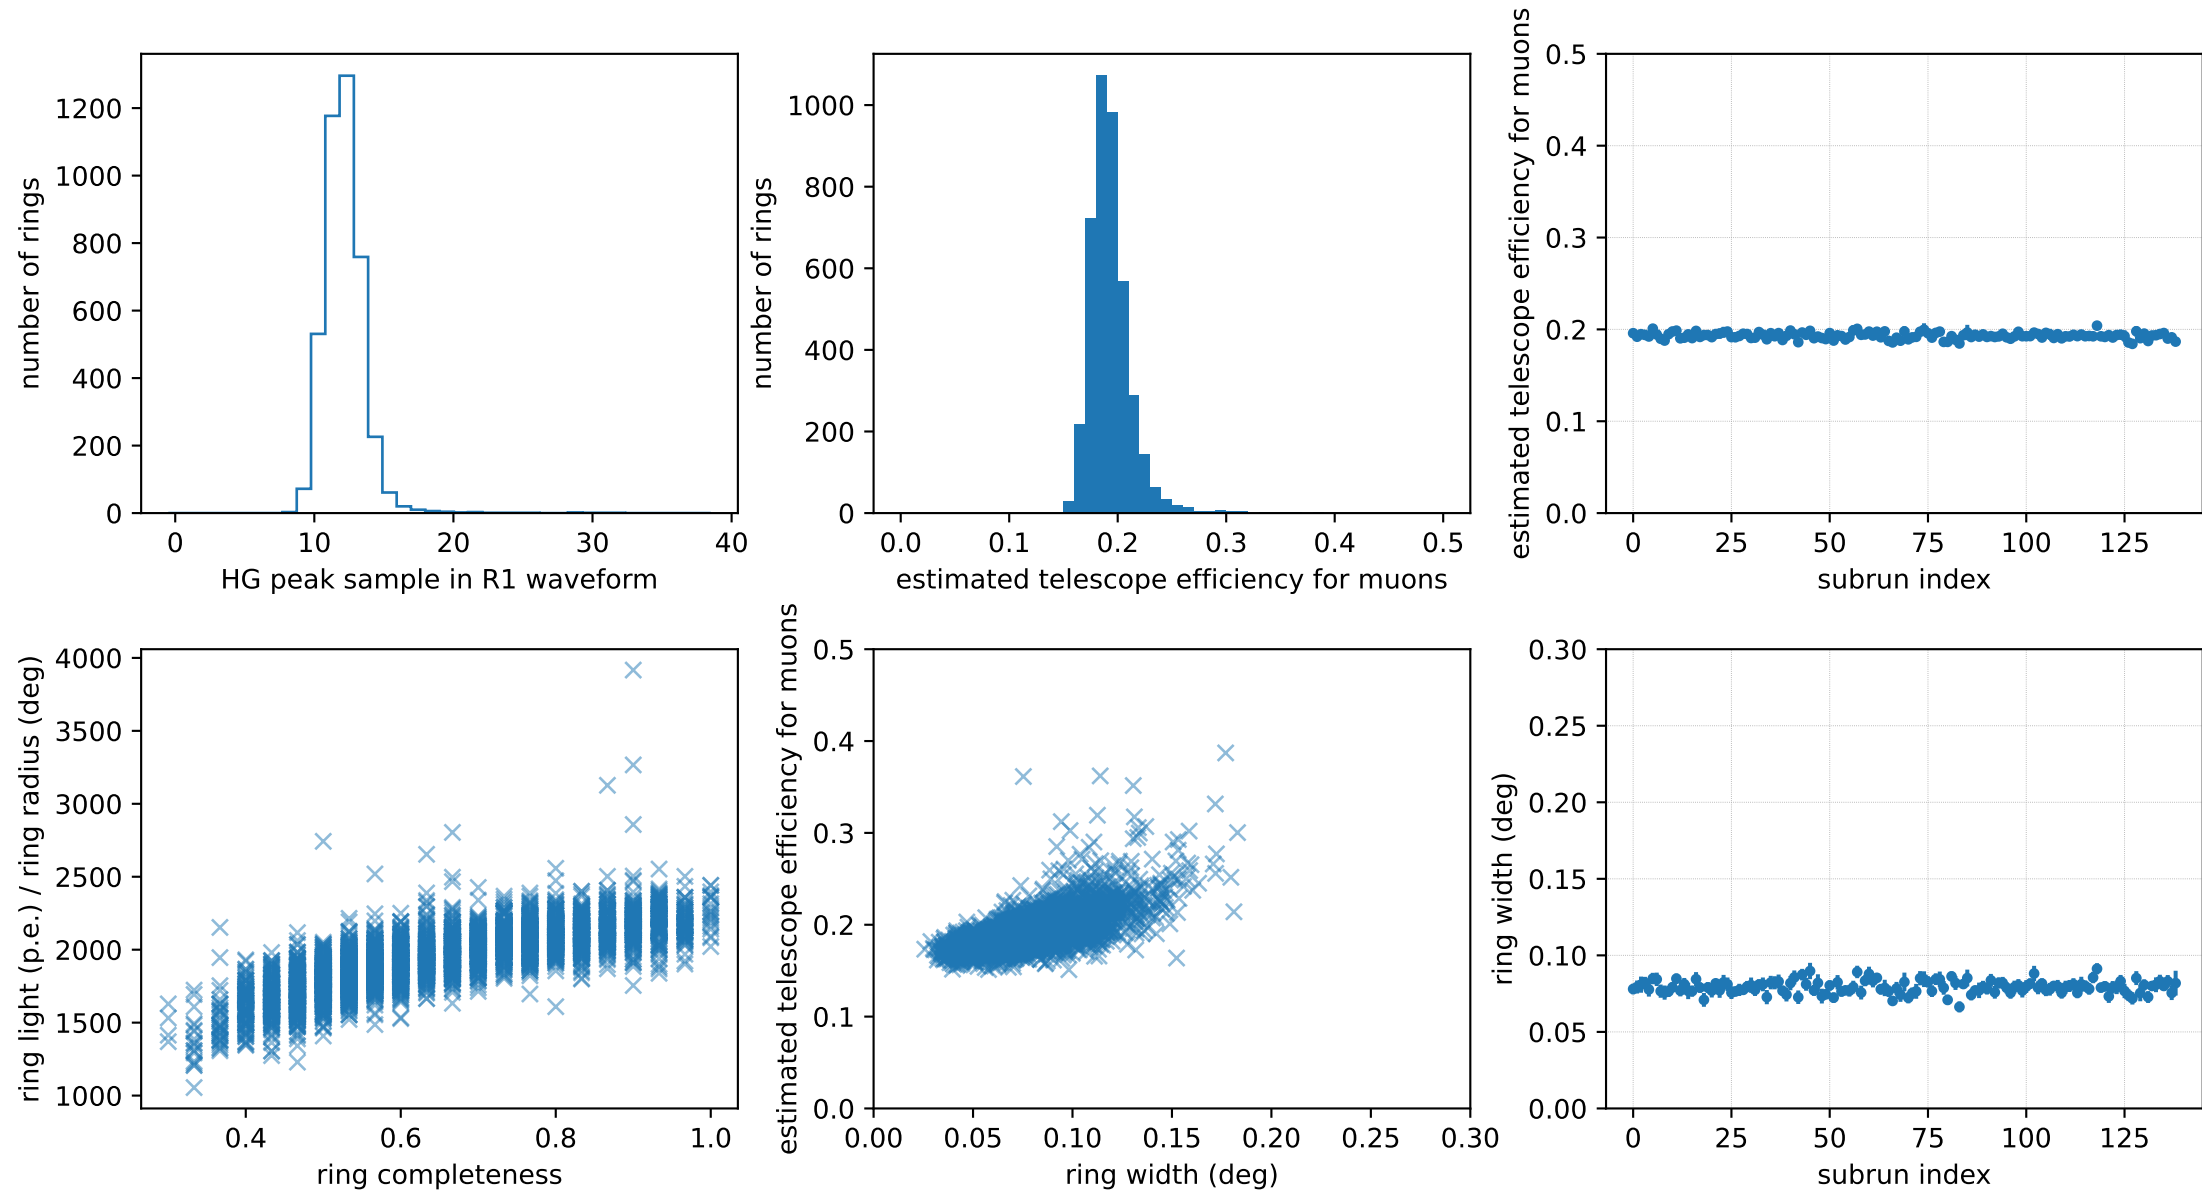 1200
1000
800
600
400
200
0
number of rings
0 10 20 30 40
HG peak sample in R1 waveform
1000
800
600
400
200
0
number of rings
0.0 0.1 0.2 0.3 0.4 0.5
estimated telescope efficiency for muons
0.5
0.4
0.3
0.2
0.1
0.0
estimated telescope efficiency for muons
0 25 50 75 100 125
subrun index
4000
3500
3000
2500
2000
1500
1000
ring light (p.e.) / ring radius (deg)
0.4 0.6 0.8 1.0
ring completeness
0.5
0.4
0.3
0.2
0.1
0.0
estimated telescope efficiency for muons
0.00 0.05 0.10 0.15 0.20 0.25 0.30
ring width (deg)
0.30
0.25
0.20
0.15
0.10
0.05
0.00
ring width (deg)
0 25 50 75 100 125
subrun index